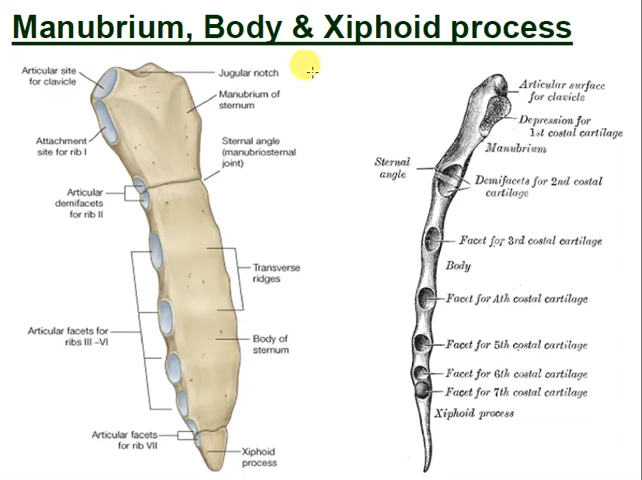 Manubrium, Body & Xiphoid process
Articular site
for clavicle
Jugular notch
Manubrium of
sternum
Attachment
site for rib I
Sternal angle
(manubriosternal
joint)
Articular
demifacets
for rib II
Transverse
ridges
Articular facets for
ribs III –VI
Body of
sternum
Articular facets
for rib VII
Xiphoid
process
Articular surface
for clavicle
Depression for
1st costal cartilage
Manubrium
Sternal
angle
Demifacets for 2nd costal
cartilage
Facet for 3rd costal cartilage
Body
Facet for 4th costal cartilage
Facet for 5th costal cartilage
Facet for 6th costal cartilage
Facet for 7th costal cartilage
Xiphoid process